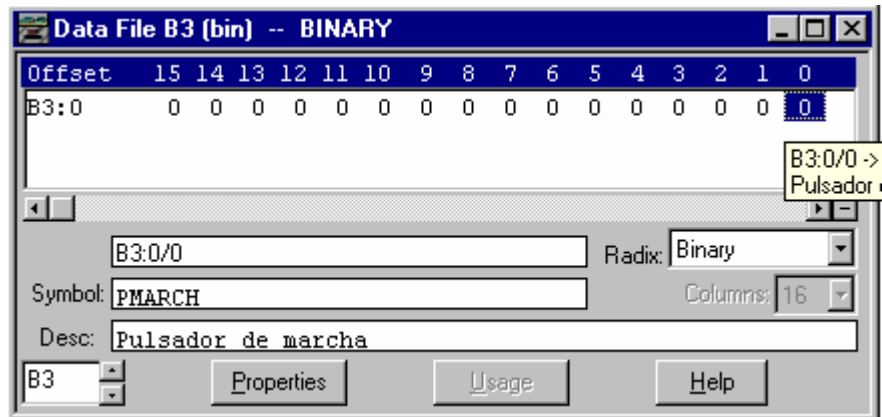 Data File B3 (bin) -- BINARY
Offset 15 14 13 12 11 10 9 8 7 6 5 4 3 2 1 0
B3:0 0 0 0 0 0 0 0 0 0 0 0 0 0 0 0 0
B3:0/0 ->
Pulsador
B3:0/0
Radix: Binary
Symbol: PMARCH
Columns: 16
Desc: Pulsador de marcha
B3
Properties
Usage
Help